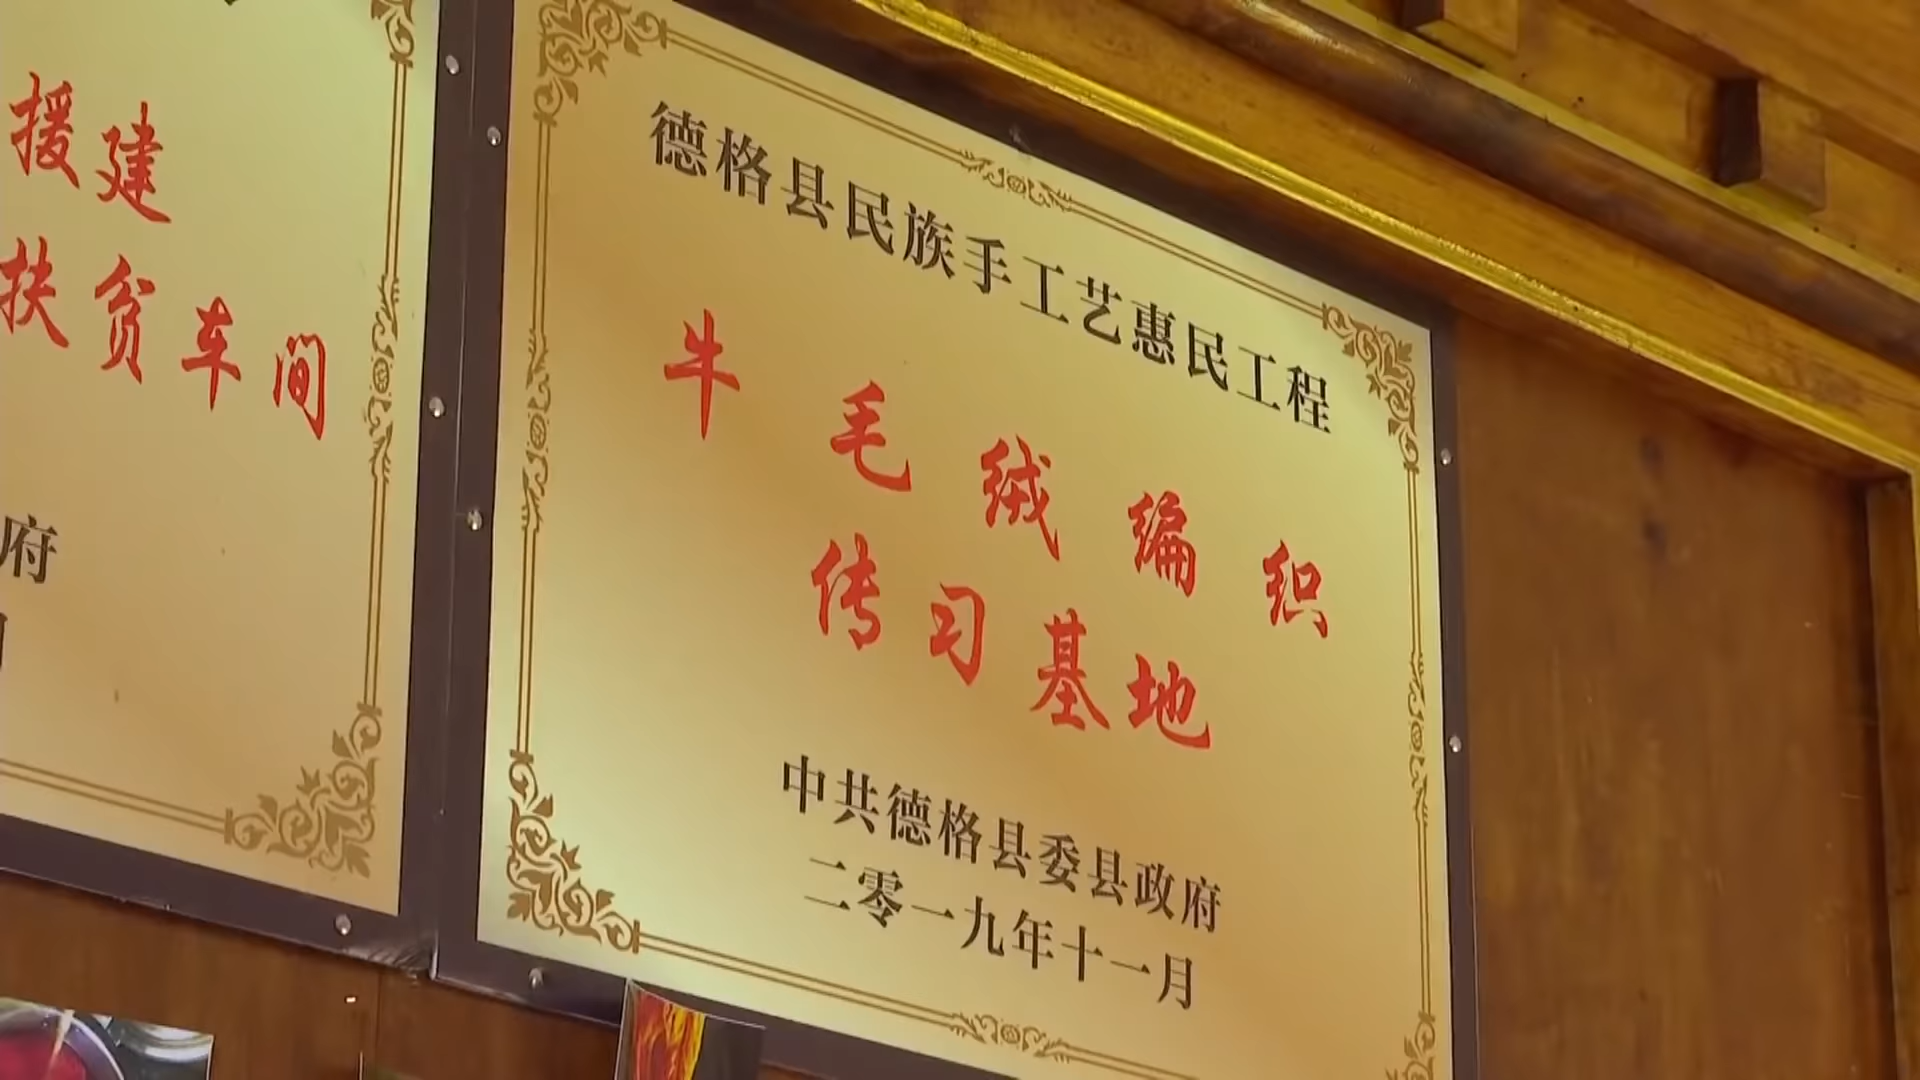 援建
扶贫车间
府
德格县民族手工艺惠民工程
牛毛绒编织
传习基地
中共德格县委县政府
二零一九年十一月